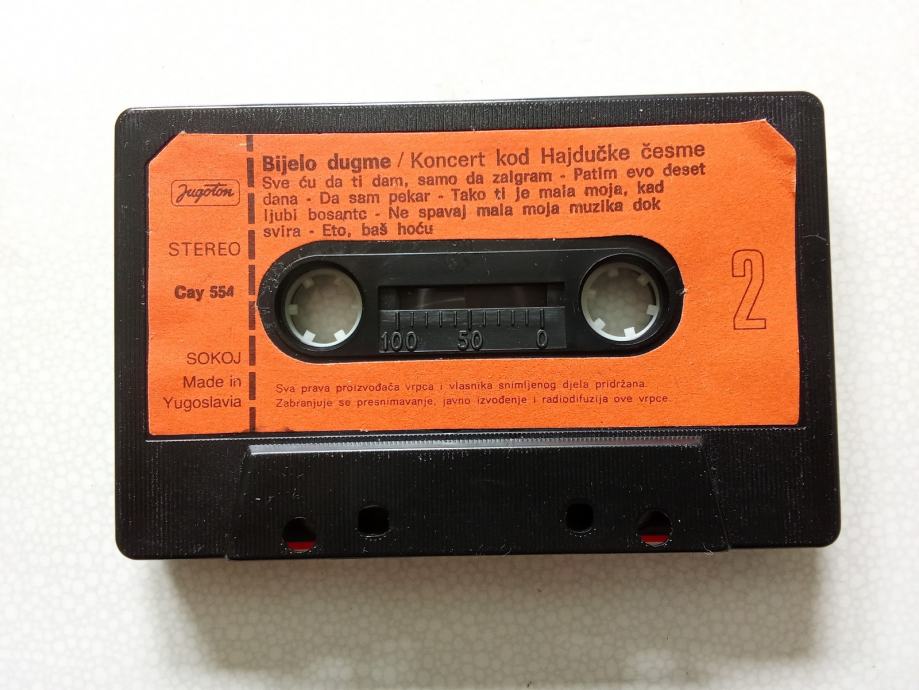 Bijelo dugme / Koncert kod Hajdučke česme
Sve ću da ti dam, samo da zaigram - Patim evo deset
dana - Da sam pekar - Tako ti je mala moja, kad
ljubi bosanac - Ne spavaj mala moja muzika dok
svira - Eto, baš hoću
Jugoton
STEREO
Cay 554
SOKOJ
Made in
Yugoslavia
2
100 50 0
Sva prava proizvođača vrpca i vlasnika snimljenog djela pridržana.
Zabranjuje se presnimavanje, javno izvođenje i radiodifuzija ove vrpce.